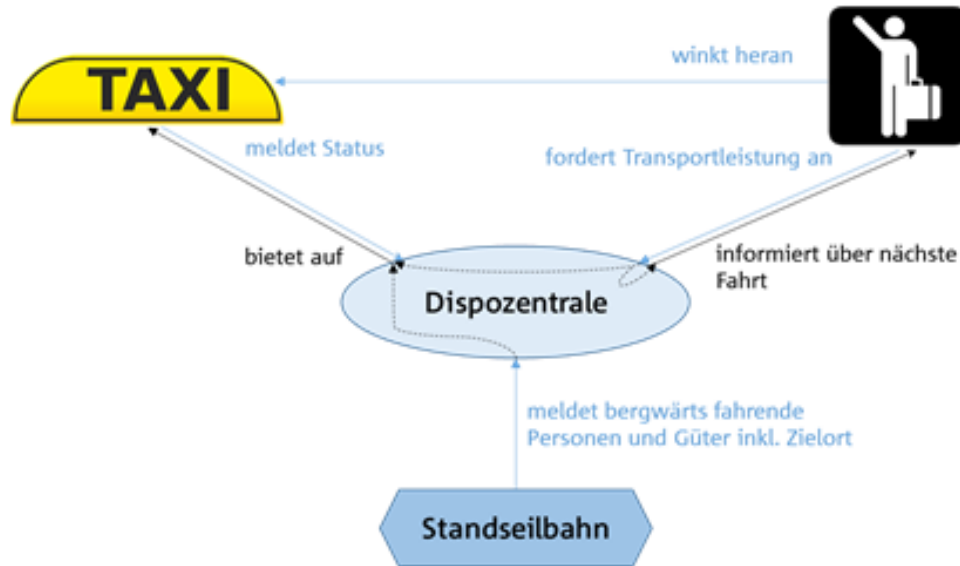 TAXI
winkt heran
meldet Status
fordert Transportleistung an
bietet auf
informiert über nächste
Fahrt
Dispozentrale
meldet bergwärts fahrende
Personen und Güter inkl. Zielort
Standseilbahn